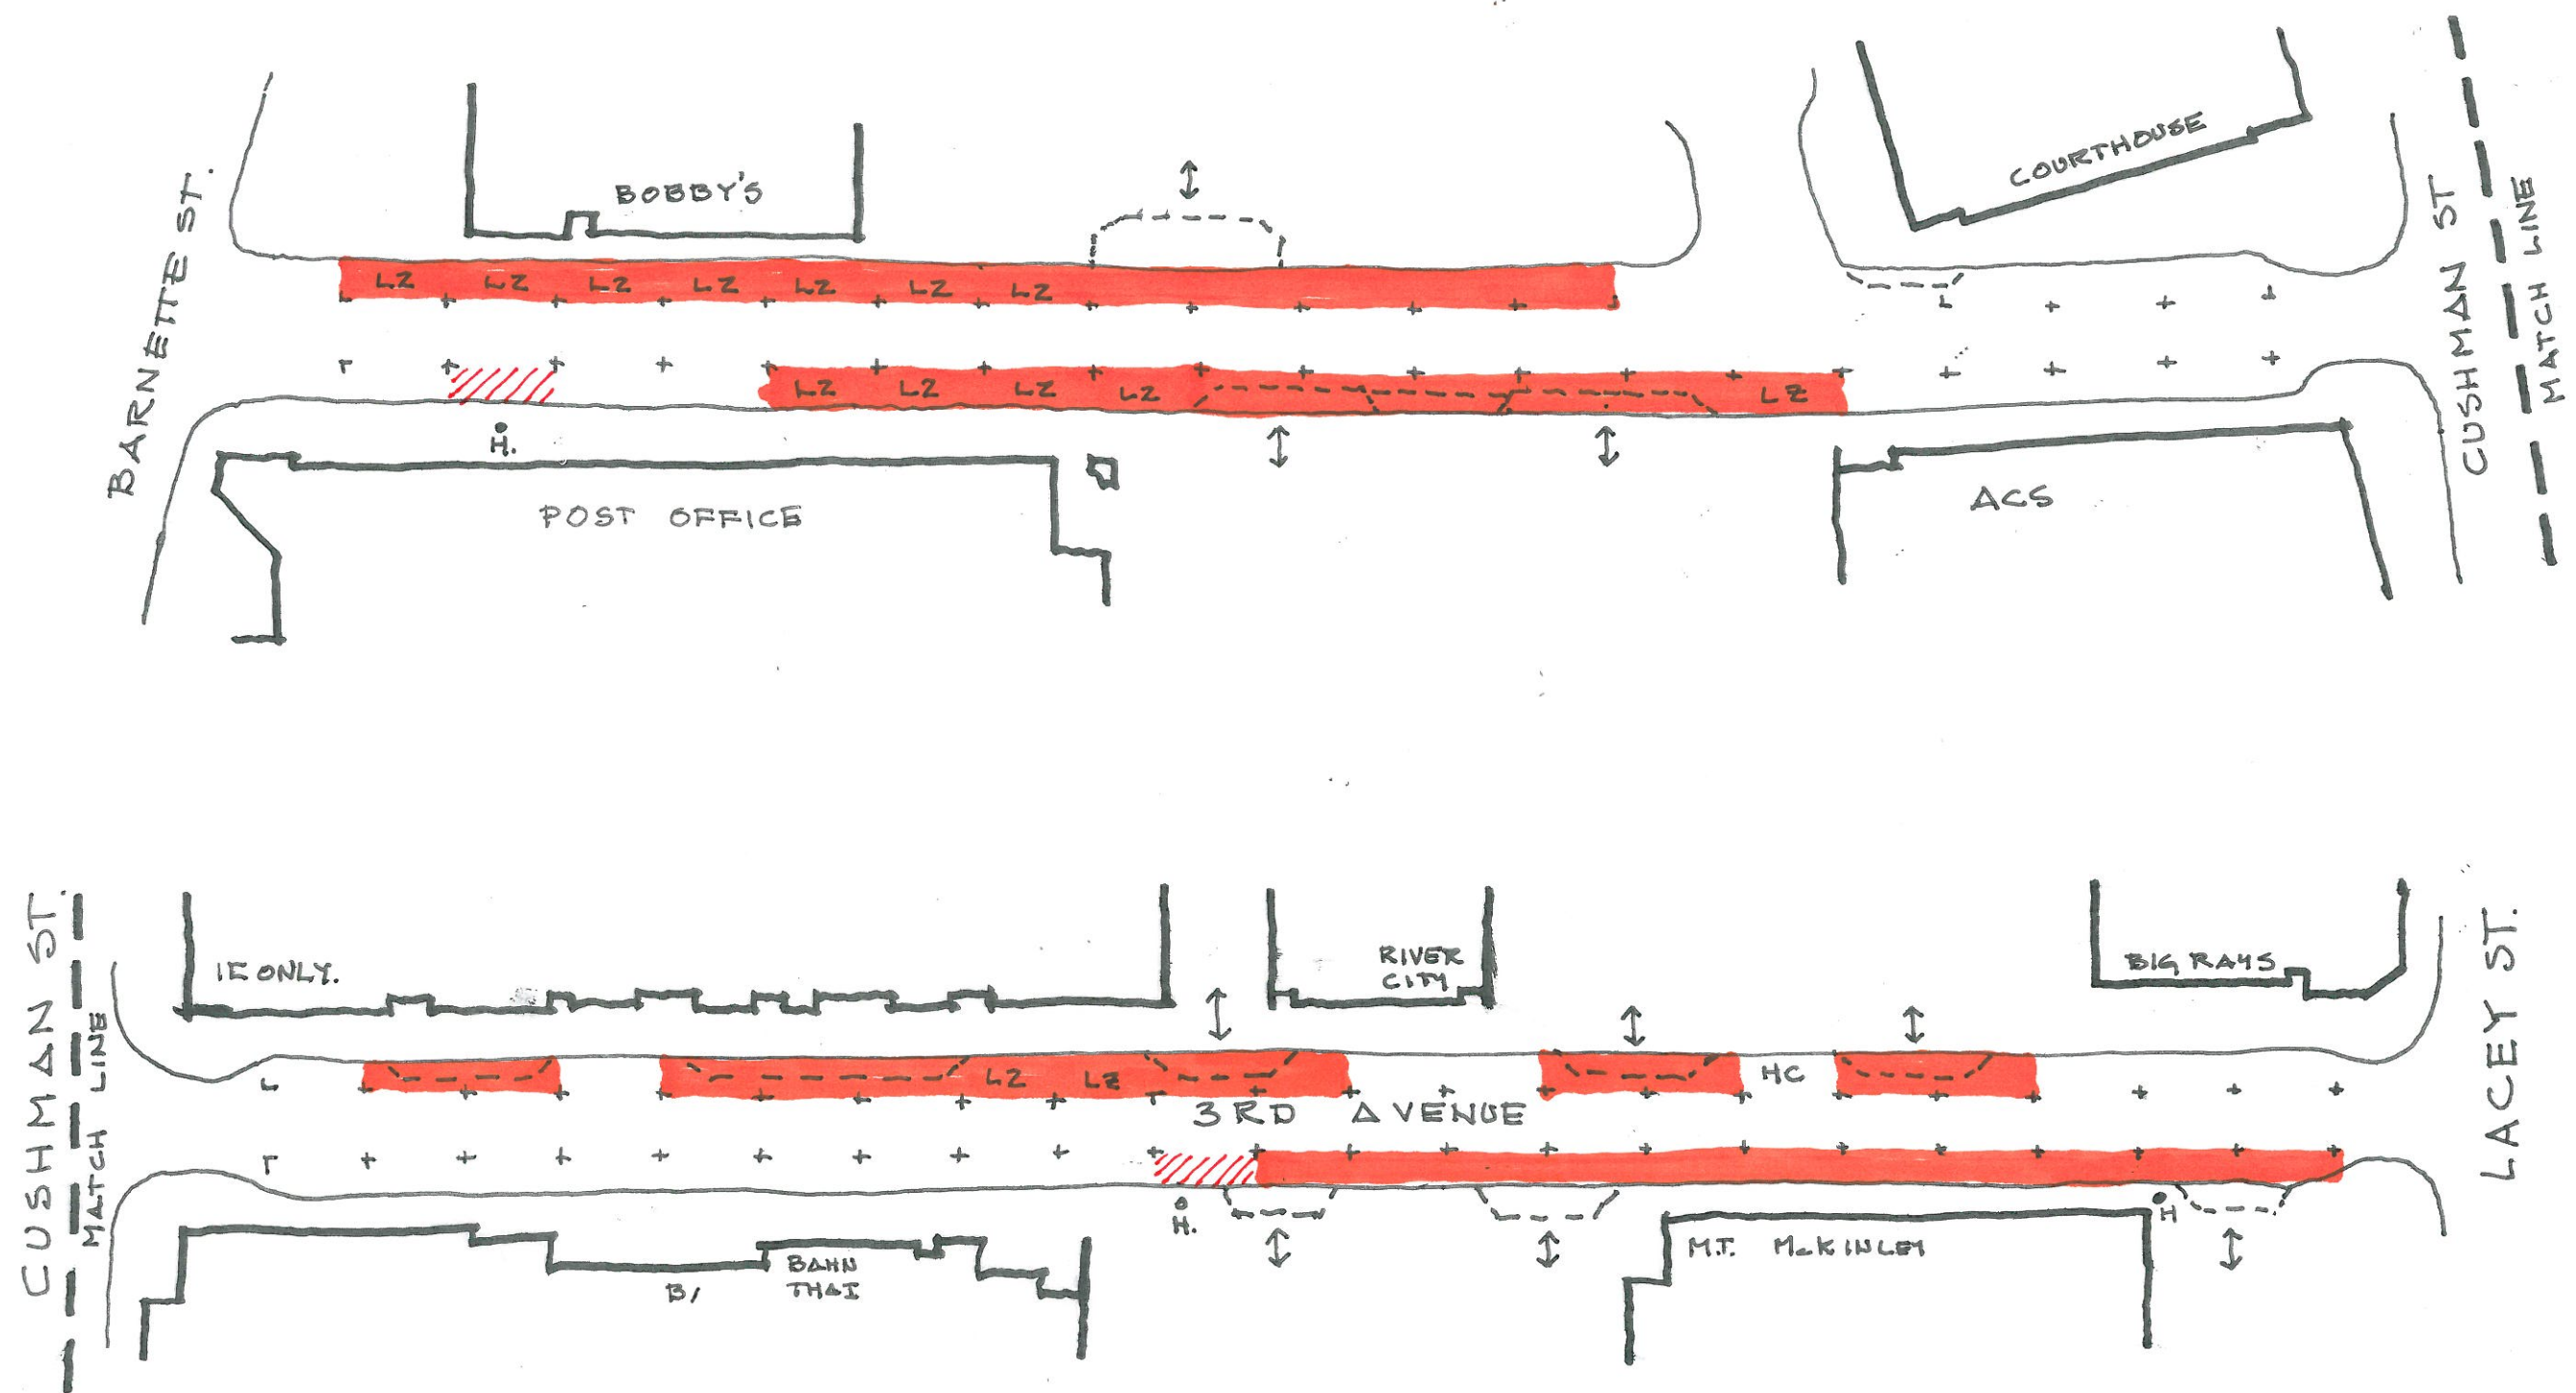 BARNETTE ST.
BOBBY'S
COURTHOUSE
CUSHMAN ST
MATCH LINE
LZ LZ LZ LZ LZ LZ LZ
LZ LZ LZ LZ LZ
H.
POST OFFICE
ACS
CUSHMAN ST.
MATCH LINE
ONLY.
RIVER
CITY
BIG RAYS
LACEY ST.
LZ LZ
HC
3RD AVENUE
H.
H
BAHN
THAI
B/
MT. McKINLEY